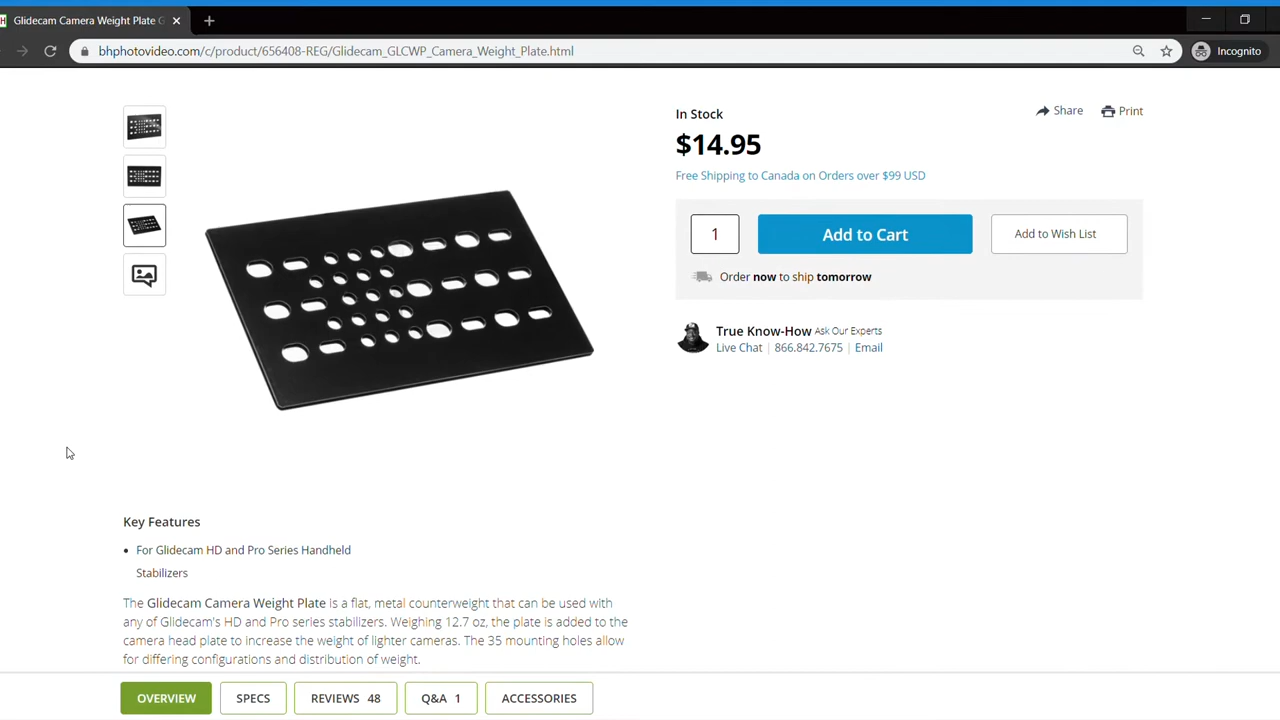 Glidecam Camera Weight Plate G
bhphotovideo.com/c/product/656408-REG/Glidecam_GLCWP_Camera_Weight_Plate.html
Incognito
In Stock
Share
Print
$14.95
Free Shipping to Canada on Orders over $99 USD
1
Add to Cart
Add to Wish List
Order now to ship tomorrow
True Know-How Ask Our Experts
Live Chat | 866.842.7675 | Email
Key Features
• For Glidecam HD and Pro Series Handheld
Stabilizers
The Glidecam Camera Weight Plate is a flat, metal counterweight that can be used with
any of Glidecam's HD and Pro series stabilizers. Weighing 12.7 oz, the plate is added to the
camera head plate to increase the weight of lighter cameras. The 35 mounting holes allow
for differing configurations and distribution of weight.
OVERVIEW
SPECS
REVIEWS 48
Q&A 1
ACCESSORIES